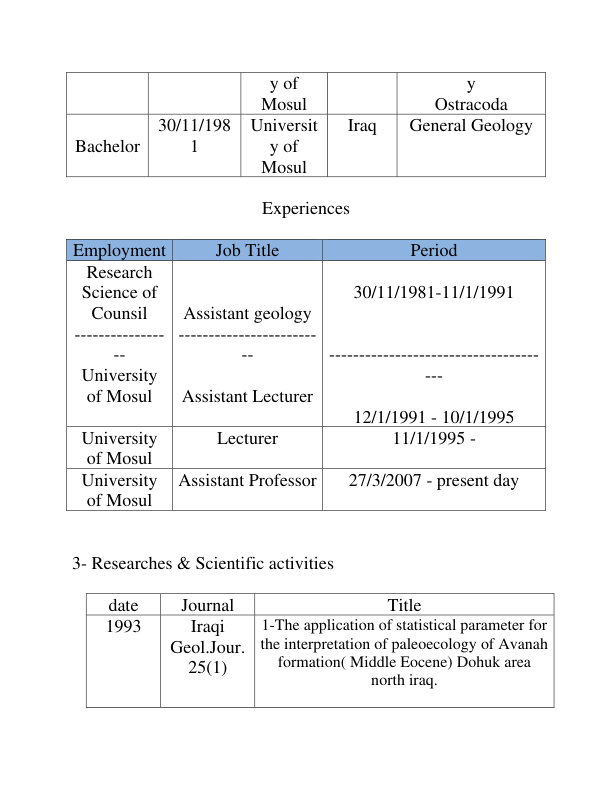 y of
Mosul
y
Ostracoda
Bachelor
30/11/198
1
Universit
y of
Mosul
Iraq
General Geology
Experiences
Employment
Job Title
Period
Research
Science of
Counsil
---------------
--
University
of Mosul
Assistant geology
-----------------------
--
Assistant Lecturer
30/11/1981-11/1/1991
-----------------------------------
---
12/1/1991 - 10/1/1995
University
of Mosul
Lecturer
11/1/1995 -
University
of Mosul
Assistant Professor
27/3/2007 - present day
3- Researches & Scientific activities
date
Journal
Title
1993
Iraqi
Geol.Jour.
25(1)
1-The application of statistical parameter for
the interpretation of paleoecology of Avanah
formation( Middle Eocene) Dohuk area
north iraq.